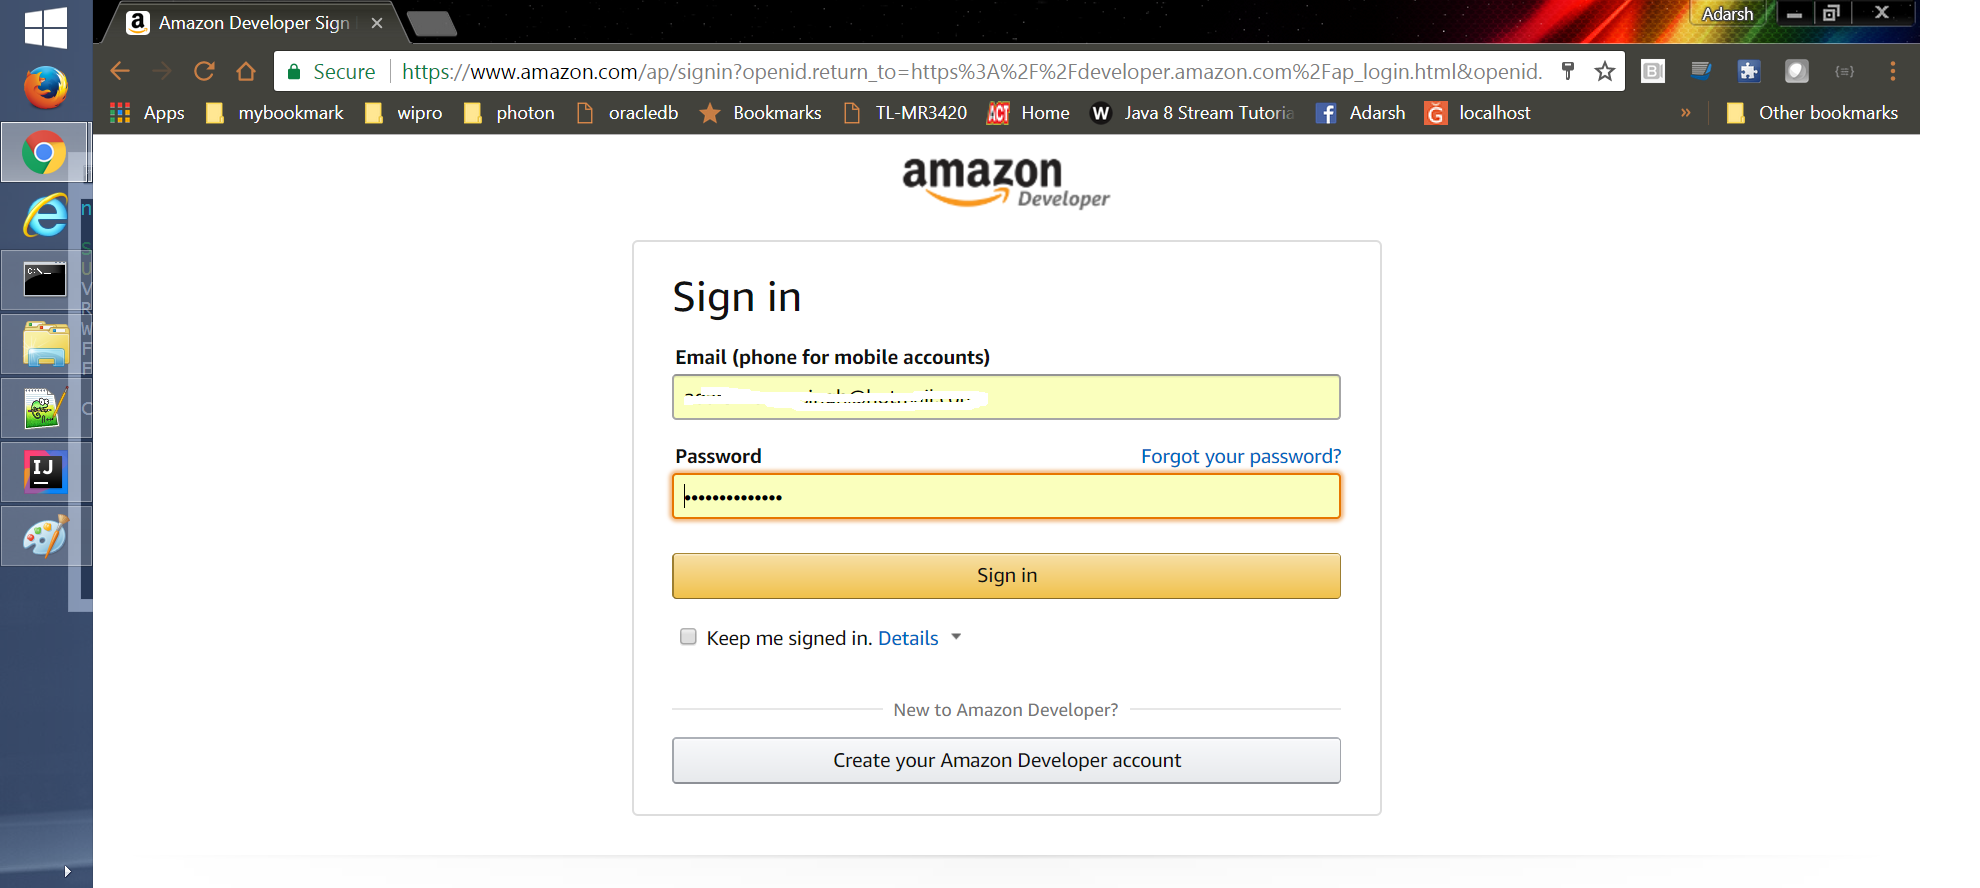 Amazon Developer Sign
Adarsh
Secure
https://www.amazon.com/ap/signin?openid.return_to=https%3A%2F%2Fdeveloper.amazon.com%2Fap_login.html&openid.
Apps mybookmark wipro photon oracledb Bookmarks TL-MR3420 ACT Home W Java 8 Stream Tutoria Adarsh localhost » Other bookmarks
amazon
Developer
Sign in
Email (phone for mobile accounts)
Password Forgot your password?
Sign in
Keep me signed in. Details
New to Amazon Developer?
Create your Amazon Developer account